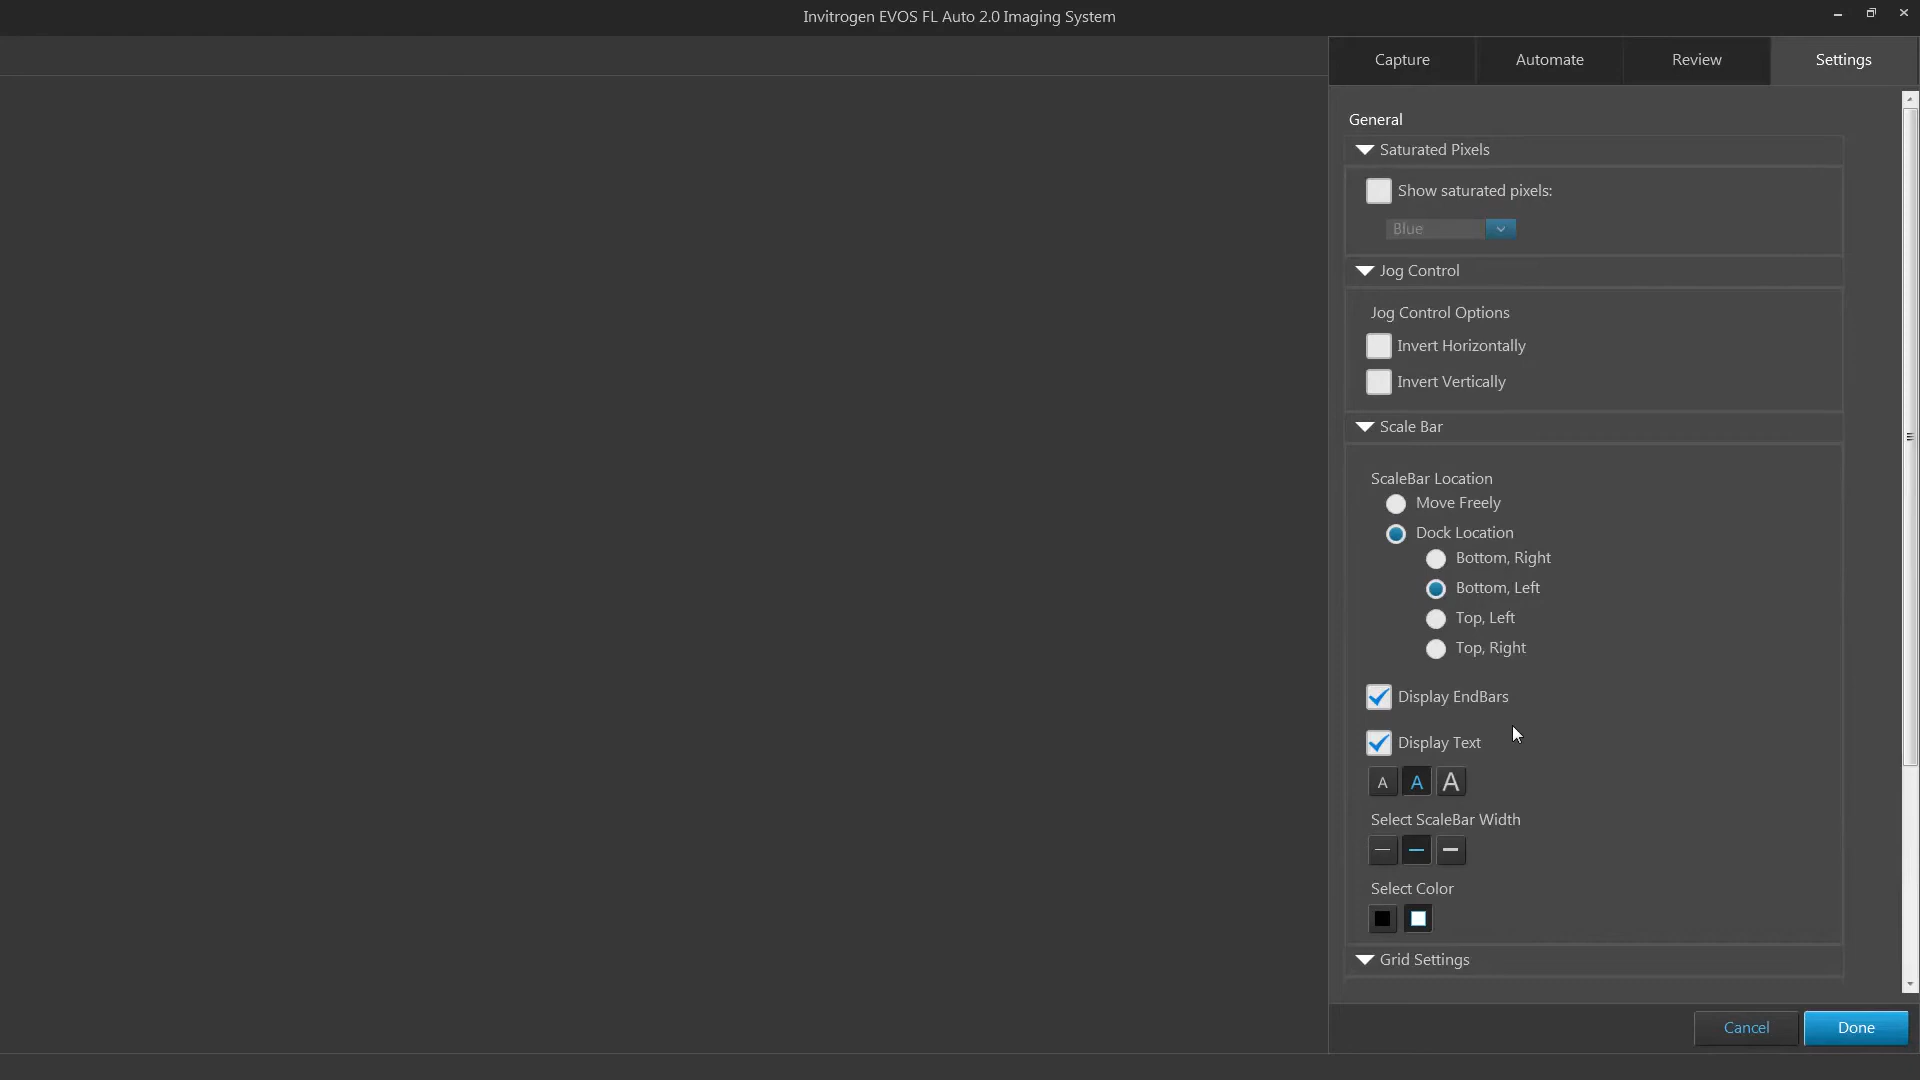 Invitrogen EVOS FL Auto 2.0 Imaging System
Capture Automate Review Settings
General
Saturated Pixels
Show saturated pixels:
Blue
Jog Control
Jog Control Options
Invert Horizontally
Invert Vertically
Scale Bar
ScaleBar Location
Move Freely
Dock Location
Bottom, Right
Bottom, Left
Top, Left
Top, Right
Display EndBars
Display Text
A A A
Select ScaleBar Width
Select Color
Grid Settings
Cancel Done